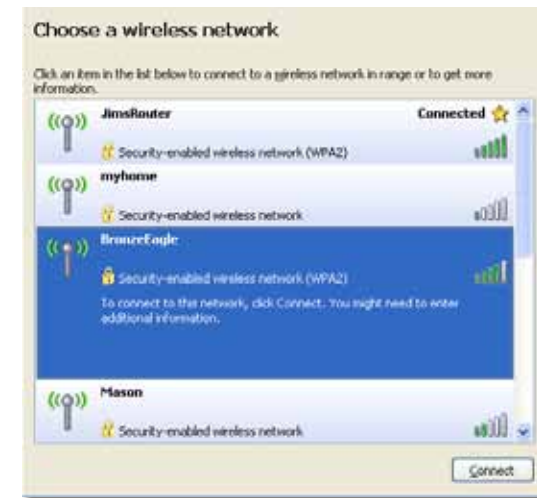 Choose a wireless network
Click an item in the list below to connect to a wireless network in range or to get more
information.
JimsRouter Connected
Security-enabled wireless network (WPA2)
myhome
Security-enabled wireless network
BronzeEagle
Security-enabled wireless network (WPA2)
To connect to this network, click Connect. You might need to enter
additional information.
Mason
Security-enabled wireless network
Connect